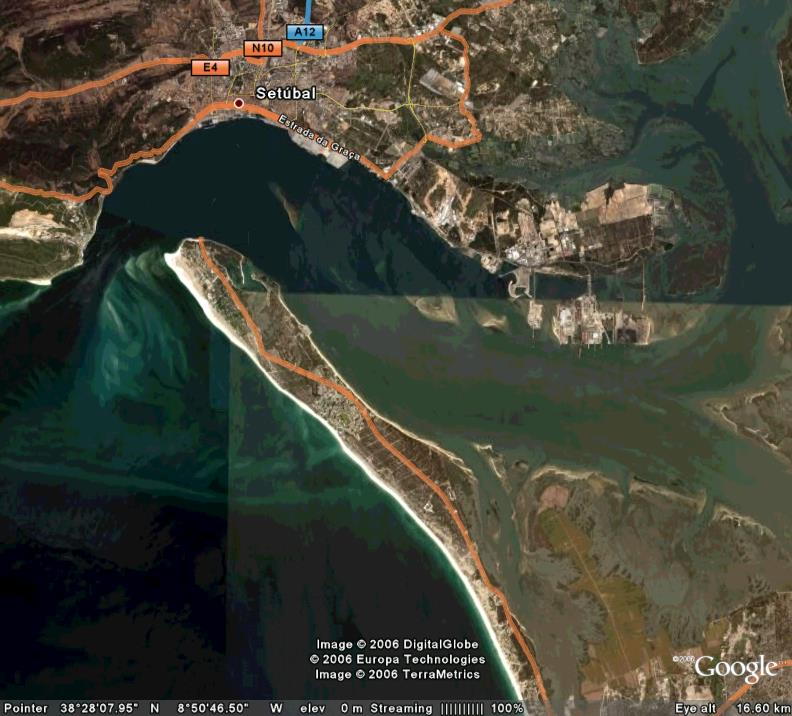 A12
N10
E4
Setúbal
Estrada da Graça
Image © 2006 DigitalGlobe
© 2006 Europa Technologies
Image © 2006 TerraMetrics
©2006 Google
Pointer 38°28'07.95" N 8°50'46.50" W elev 0 m Streaming |||||||||| 100% Eye alt 16.60 km